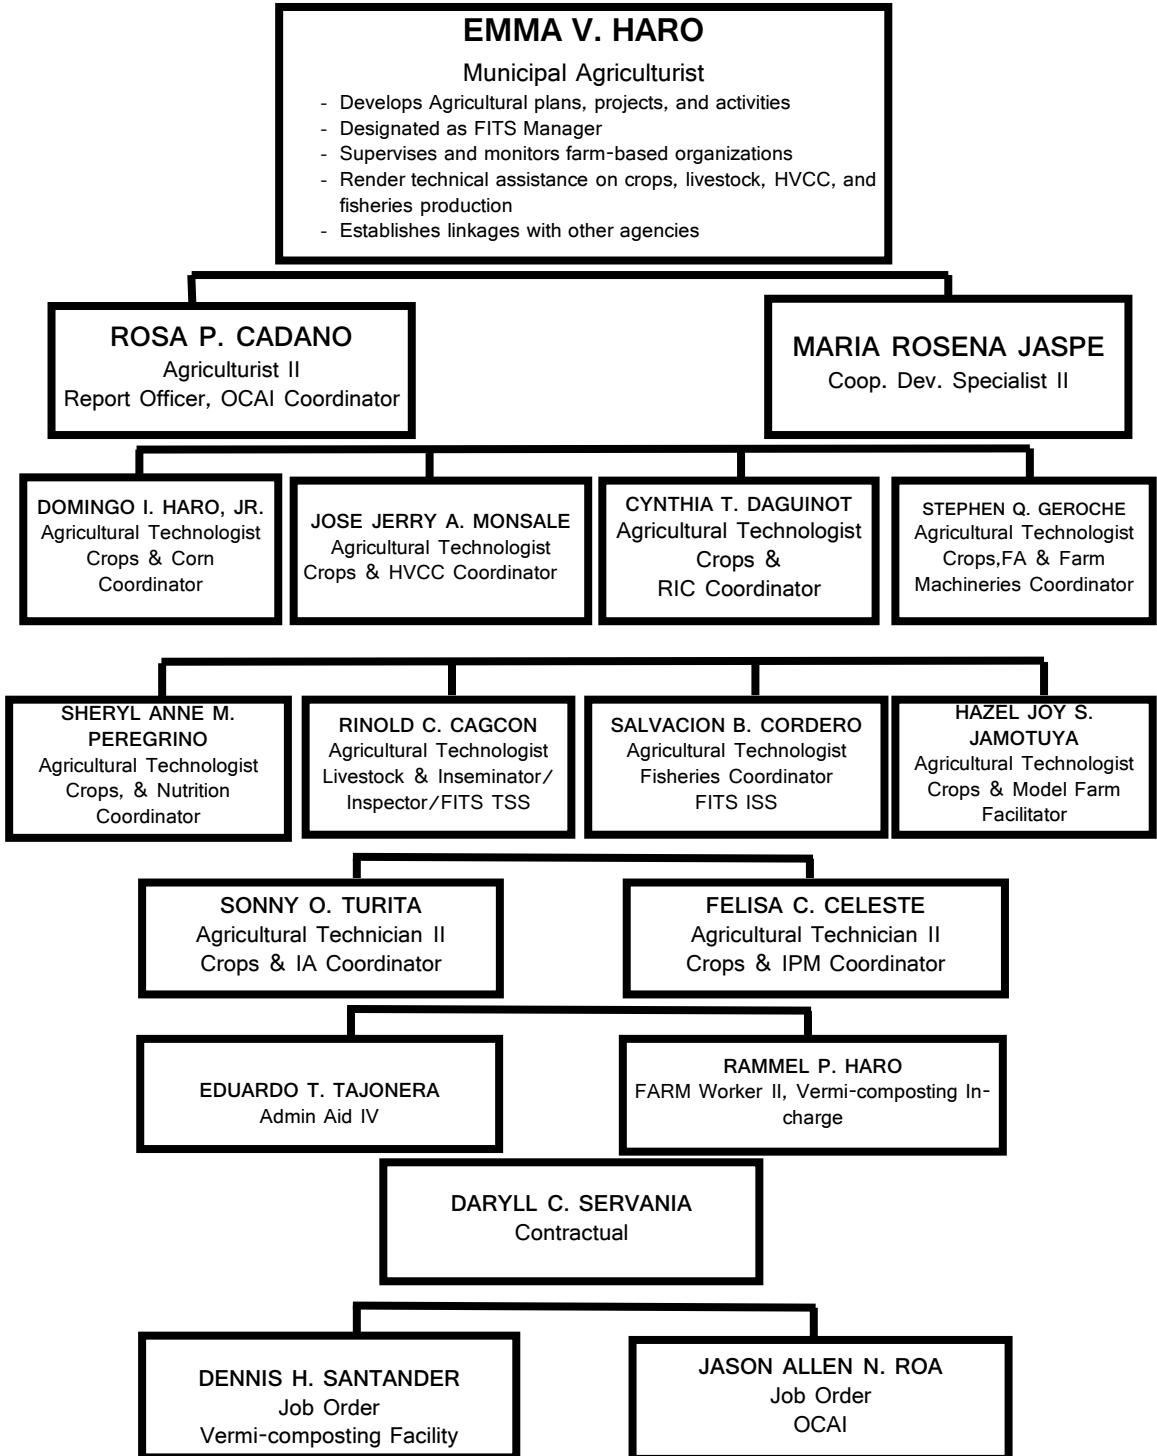 EMMA V. HARO
Municipal Agriculturist
- Develops Agricultural plans, projects, and activities
- Designated as FITS Manager
- Supervises and monitors farm-based organizations
- Render technical assistance on crops, livestock, HVCC, and
fisheries production
- Establishes linkages with other agencies
ROSA P. CADANO
Agriculturist II
Report Officer, OCAI Coordinator
MARIA ROSENA JASPE
Coop. Dev. Specialist II
DOMINGO I. HARO, JR.
Agricultural Technologist
Crops & Corn
Coordinator
JOSE JERRY A. MONSALE
Agricultural Technologist
Crops & HVCC Coordinator
CYNTHIA T. DAGUINOT
Agricultural Technologist
Crops &
RIC Coordinator
STEPHEN Q. GEROCHE
Agricultural Technologist
Crops,FA & Farm
Machineries Coordinator
SHERYL ANNE M.
PEREGRINO
Agricultural Technologist
Crops, & Nutrition
Coordinator
RINOLD C. CAGCON
Agricultural Technologist
Livestock & Inseminator/
Inspector/FITS TSS
SALVACION B. CORDERO
Agricultural Technologist
Fisheries Coordinator
FITS ISS
HAZEL JOY S.
JAMOTUYA
Agricultural Technologist
Crops & Model Farm
Facilitator
SONNY O. TURITA
Agricultural Technician II
Crops & IA Coordinator
FELISA C. CELESTE
Agricultural Technician II
Crops & IPM Coordinator
EDUARDO T. TAJONERA
Admin Aid IV
RAMMEL P. HARO
FARM Worker II, Vermi-composting In-
charge
DARYLL C. SERVANIA
Contractual
DENNIS H. SANTANDER
Job Order
Vermi-composting Facility
JASON ALLEN N. ROA
Job Order
OCAI